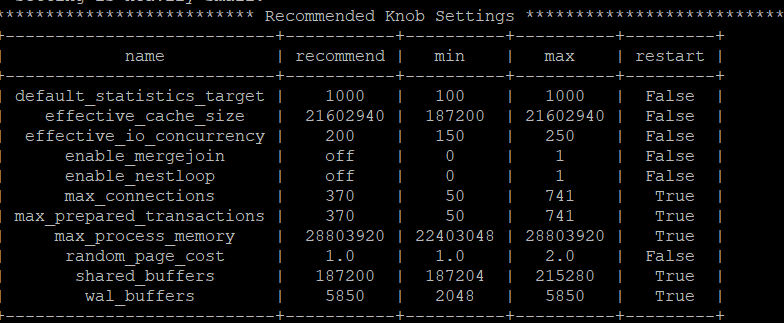 ************************** Recommended Knob Settings **************************
+---------------------------+-----------+----------+----------+---------+
| name | recommend | min | max | restart |
+---------------------------+-----------+----------+----------+---------+
| default_statistics_target | 1000 | 100 | 1000 | False |
| effective_cache_size | 21602940 | 187200 | 21602940 | False |
| effective_io_concurrency | 200 | 150 | 250 | False |
| enable_mergejoin | off | 0 | 1 | False |
| enable_nestloop | off | 0 | 1 | False |
| max_connections | 370 | 50 | 741 | True |
| max_prepared_transactions | 370 | 50 | 741 | True |
| max_process_memory | 28803920 | 22403048 | 28803920 | True |
| random_page_cost | 1.0 | 1.0 | 2.0 | False |
| shared_buffers | 187200 | 187204 | 215280 | True |
| wal_buffers | 5850 | 2048 | 5850 | True |
+---------------------------+-----------+----------+----------+---------+